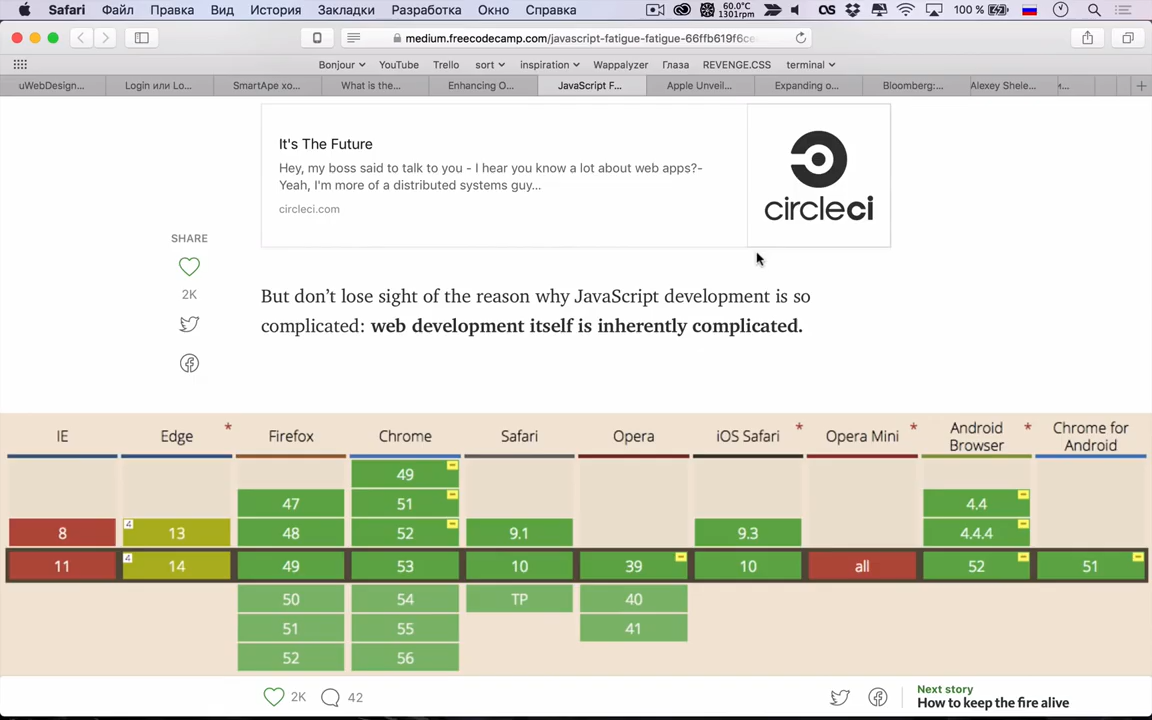 Safari Файл Правка Вид История Закладки Разработка Окно Справка 60.0°C 1301rpm 100 %
medium.freecodecamp.com/javascript-fatigue-fatigue-66ffb619f6ce
Bonjour YouTube Trello sort inspiration Wappalyzer Глаза REVENGE.CSS terminal
uWebDesign... Login или Lo... SmartApe хо... What is the... Enhancing O... JavaScript F... Apple Unveil... Expanding o... Bloomberg:... Alexey Shele...
It's The Future
Hey, my boss said to talk to you - I hear you know a lot about web apps?-
Yeah, I'm more of a distributed systems guy...
circleci.com
circleci
SHARE
2K
But don't lose sight of the reason why JavaScript development is so
complicated: web development itself is inherently complicated.
IE Edge * Firefox Chrome Safari Opera iOS Safari * Opera Mini * Android Browser * Chrome for Android
49
47 51 4.4
8 4 13 48 52 9.1 9.3 4.4.4
11 4 14 49 53 10 39 10 all 52 51
50 54 TP 40
51 55 41
52 56
2K 42
Next story
How to keep the fire alive